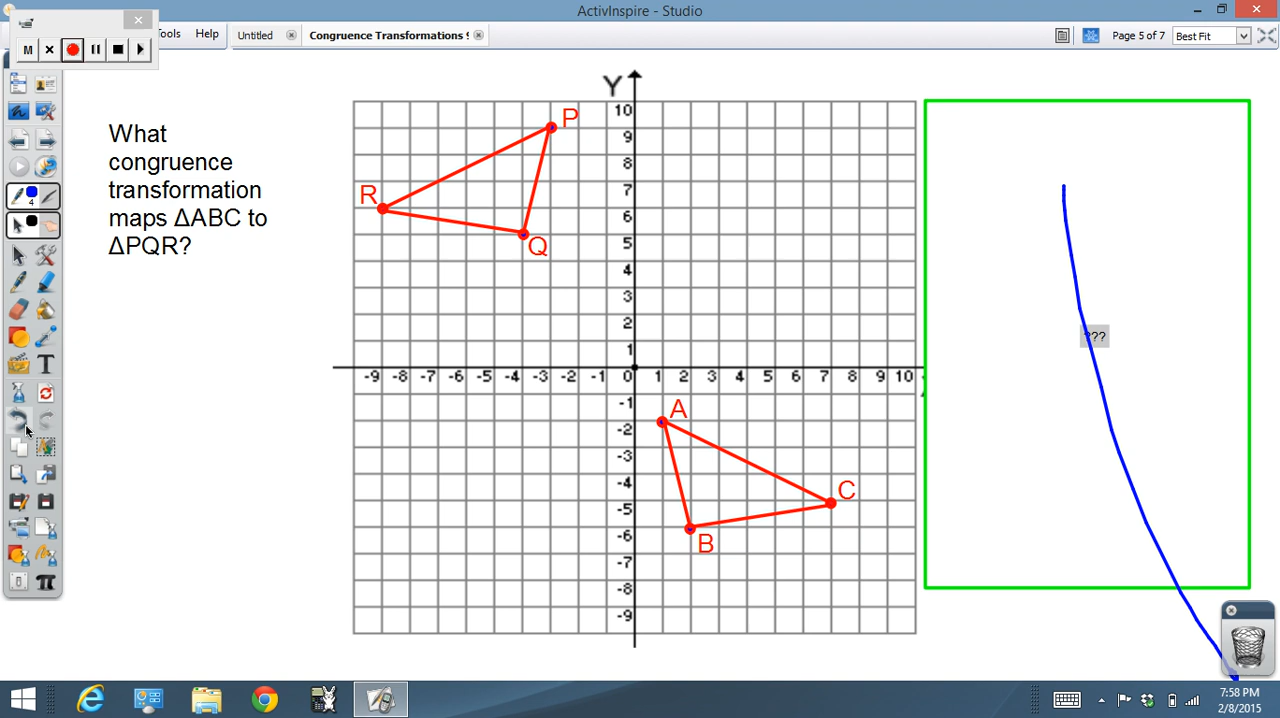 ActivInspire - Studio
Tools Help Untitled Congruence Transformations 9 Page 5 of 7 Best Fit
M
4
T
π
What
congruence
transformation
maps ΔABC to
ΔPQR?
Y
10
9
8
7
6
5
4
3
2
1
-9 -8 -7 -6 -5 -4 -3 -2 -1 0 1 2 3 4 5 6 7 8 9 10
-1
-2
-3
-4
-5
-6
-7
-8
-9
P
R
Q
A
C
B
???
7:58 PM
2/8/2015